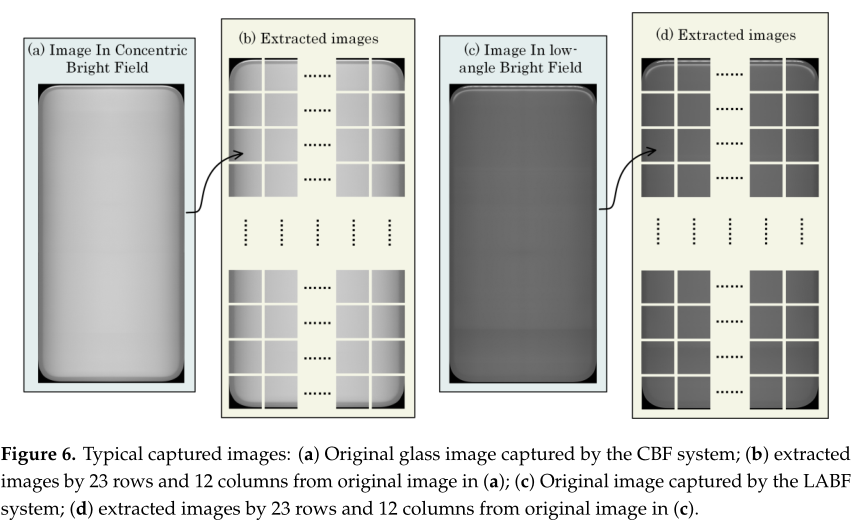 (a) Image In Concentric
Bright Field
(b) Extracted images
(c) Image In low-
angle Bright Field
(d) Extracted images
Figure 6. Typical captured images: (a) Original glass image captured by the CBF system; (b) extracted
images by 23 rows and 12 columns from original image in (a); (c) Original image captured by the LABF
system; (d) extracted images by 23 rows and 12 columns from original image in (c).